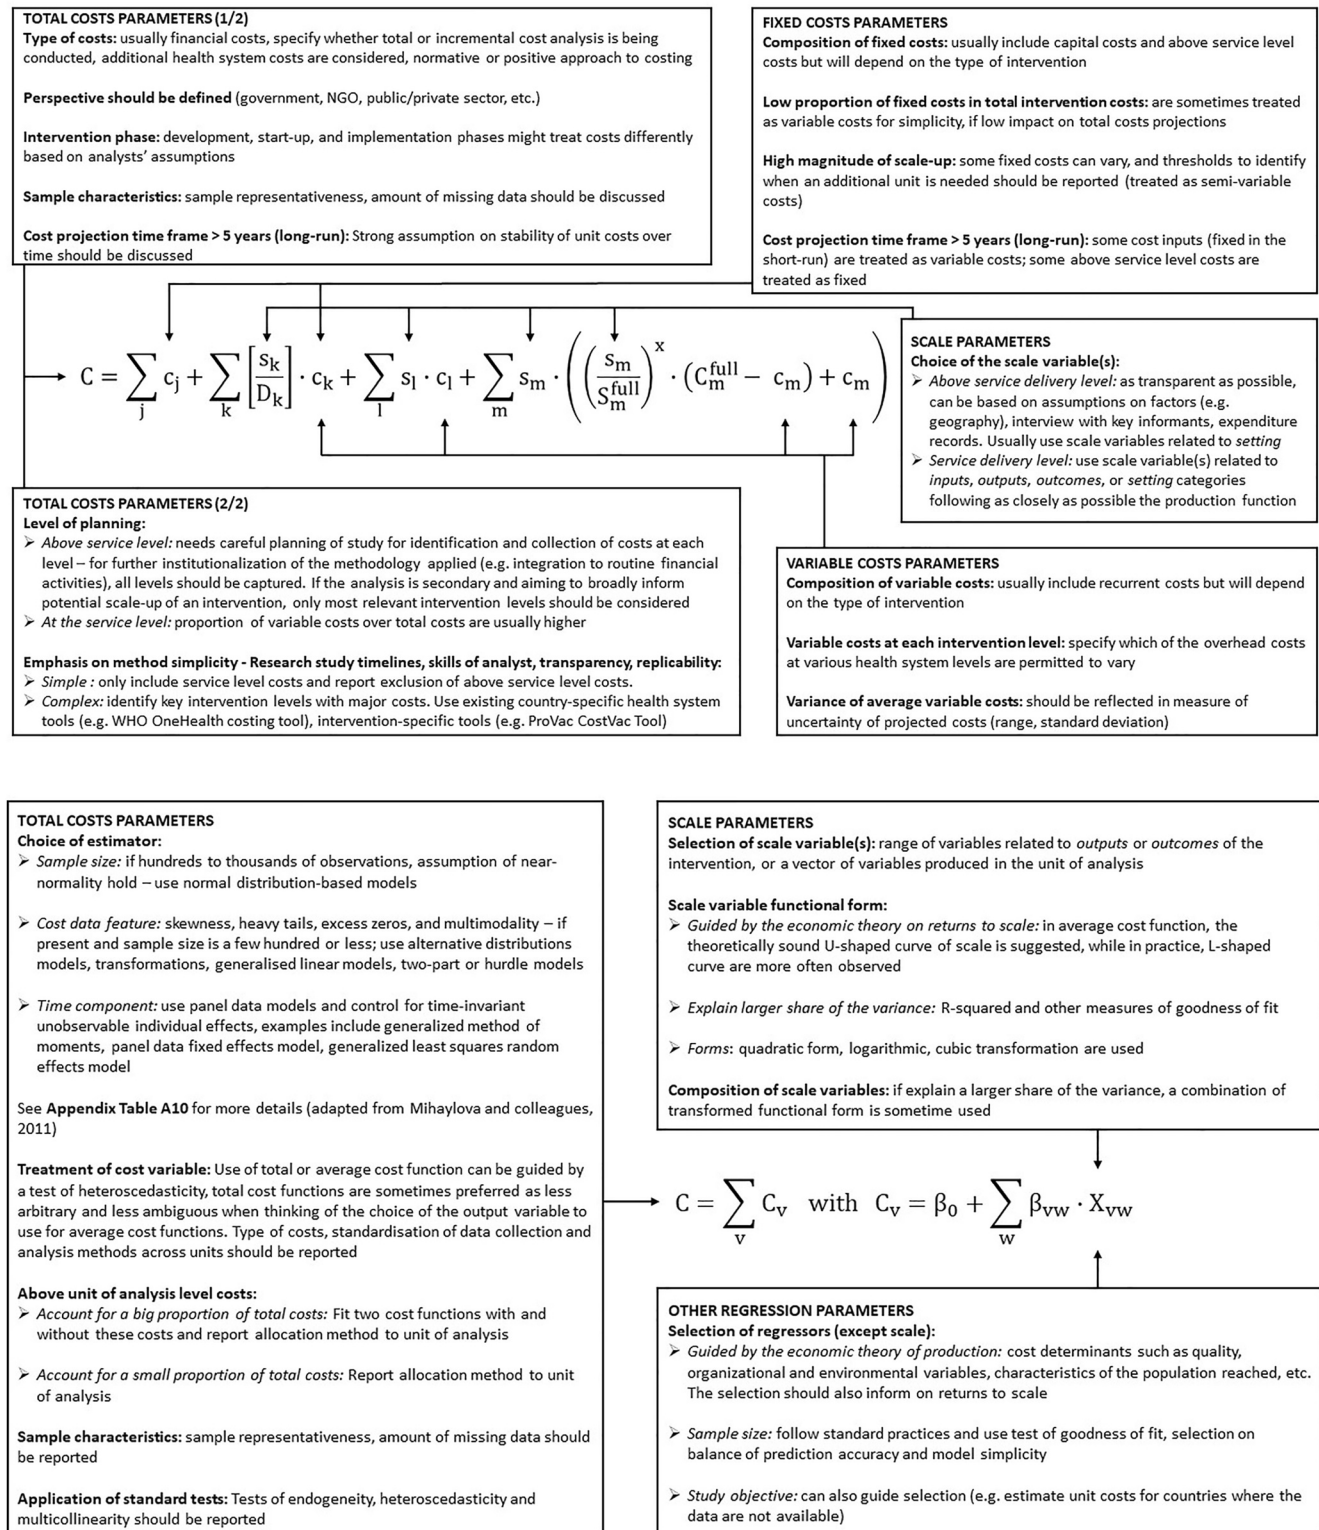 TOTAL COSTS PARAMETERS (1/2)
Type of costs: usually financial costs, specify whether total or incremental cost analysis is being
conducted, additional health system costs are considered, normative or positive approach to costing
Perspective should be defined (government, NGO, public/private sector, etc.)
Intervention phase: development, start-up, and implementation phases might treat costs differently
based on analysts’ assumptions
Sample characteristics: sample representativeness, amount of missing data should be discussed
Cost projection time frame > 5 years (long-run): Strong assumption on stability of unit costs over
time should be discussed
FIXED COSTS PARAMETERS
Composition of fixed costs: usually include capital costs and above service level
costs but will depend on the type of intervention
Low proportion of fixed costs in total intervention costs: are sometimes treated
as variable costs for simplicity, if low impact on total costs projections
High magnitude of scale-up: some fixed costs can vary, and thresholds to identify
when an additional unit is needed should be reported (treated as semi-variable
costs)
Cost projection time frame > 5 years (long-run): some cost inputs (fixed in the
short-run) are treated as variable costs; some above service level costs are
treated as fixed
C = ∑_j c_j + ∑_k [s_k / D_k] · c_k + ∑_l s_l · c_l + ∑_m s_m · ((s_m / S_m^full)^x · (C_m^full − c_m) + c_m)
SCALE PARAMETERS
Choice of the scale variable(s):
➢ Above service delivery level: as transparent as possible,
can be based on assumptions on factors (e.g.
geography), interview with key informants, expenditure
records. Usually use scale variables related to setting
➢ Service delivery level: use scale variable(s) related to
inputs, outputs, outcomes, or setting categories
following as closely as possible the production function
TOTAL COSTS PARAMETERS (2/2)
Level of planning:
➢ Above service level: needs careful planning of study for identification and collection of costs at each
level – for further institutionalization of the methodology applied (e.g. integration to routine financial
activities), all levels should be captured. If the analysis is secondary and aiming to broadly inform
potential scale-up of an intervention, only most relevant intervention levels should be considered
➢ At the service level: proportion of variable costs over total costs are usually higher
Emphasis on method simplicity - Research study timelines, skills of analyst, transparency, replicability:
➢ Simple : only include service level costs and report exclusion of above service level costs.
➢ Complex: identify key intervention levels with major costs. Use existing country-specific health system
tools (e.g. WHO OneHealth costing tool), intervention-specific tools (e.g. ProVac CostVac Tool)
VARIABLE COSTS PARAMETERS
Composition of variable costs: usually include recurrent costs but will depend
on the type of intervention
Variable costs at each intervention level: specify which of the overhead costs
at various health system levels are permitted to vary
Variance of average variable costs: should be reflected in measure of
uncertainty of projected costs (range, standard deviation)
TOTAL COSTS PARAMETERS
Choice of estimator:
➢ Sample size: if hundreds to thousands of observations, assumption of near-
normality hold – use normal distribution-based models
➢ Cost data feature: skewness, heavy tails, excess zeros, and multimodality – if
present and sample size is a few hundred or less; use alternative distributions
models, transformations, generalised linear models, two-part or hurdle models
➢ Time component: use panel data models and control for time-invariant
unobservable individual effects, examples include generalized method of
moments, panel data fixed effects model, generalized least squares random
effects model
See Appendix Table A10 for more details (adapted from Mihaylova and colleagues,
2011)
Treatment of cost variable: Use of total or average cost function can be guided by
a test of heteroscedasticity, total cost functions are sometimes preferred as less
arbitrary and less ambiguous when thinking of the choice of the output variable to
use for average cost functions. Type of costs, standardisation of data collection and
analysis methods across units should be reported
Above unit of analysis level costs:
➢ Account for a big proportion of total costs: Fit two cost functions with and
without these costs and report allocation method to unit of analysis
➢ Account for a small proportion of total costs: Report allocation method to unit
of analysis
Sample characteristics: sample representativeness, amount of missing data should
be reported
Application of standard tests: Tests of endogeneity, heteroscedasticity and
multicollinearity should be reported
SCALE PARAMETERS
Selection of scale variable(s): range of variables related to outputs or outcomes of the
intervention, or a vector of variables produced in the unit of analysis
Scale variable functional form:
➢ Guided by the economic theory on returns to scale: in average cost function, the
theoretically sound U-shaped curve of scale is suggested, while in practice, L-shaped
curve are more often observed
➢ Explain larger share of the variance: R-squared and other measures of goodness of fit
➢ Forms: quadratic form, logarithmic, cubic transformation are used
Composition of scale variables: if explain a larger share of the variance, a combination of
transformed functional form is sometime used
C = ∑_v C_v with C_v = β_0 + ∑_w β_vw · X_vw
OTHER REGRESSION PARAMETERS
Selection of regressors (except scale):
➢ Guided by the economic theory of production: cost determinants such as quality,
organizational and environmental variables, characteristics of the population reached, etc.
The selection should also inform on returns to scale
➢ Sample size: follow standard practices and use test of goodness of fit, selection on
balance of prediction accuracy and model simplicity
➢ Study objective: can also guide selection (e.g. estimate unit costs for countries where the
data are not available)